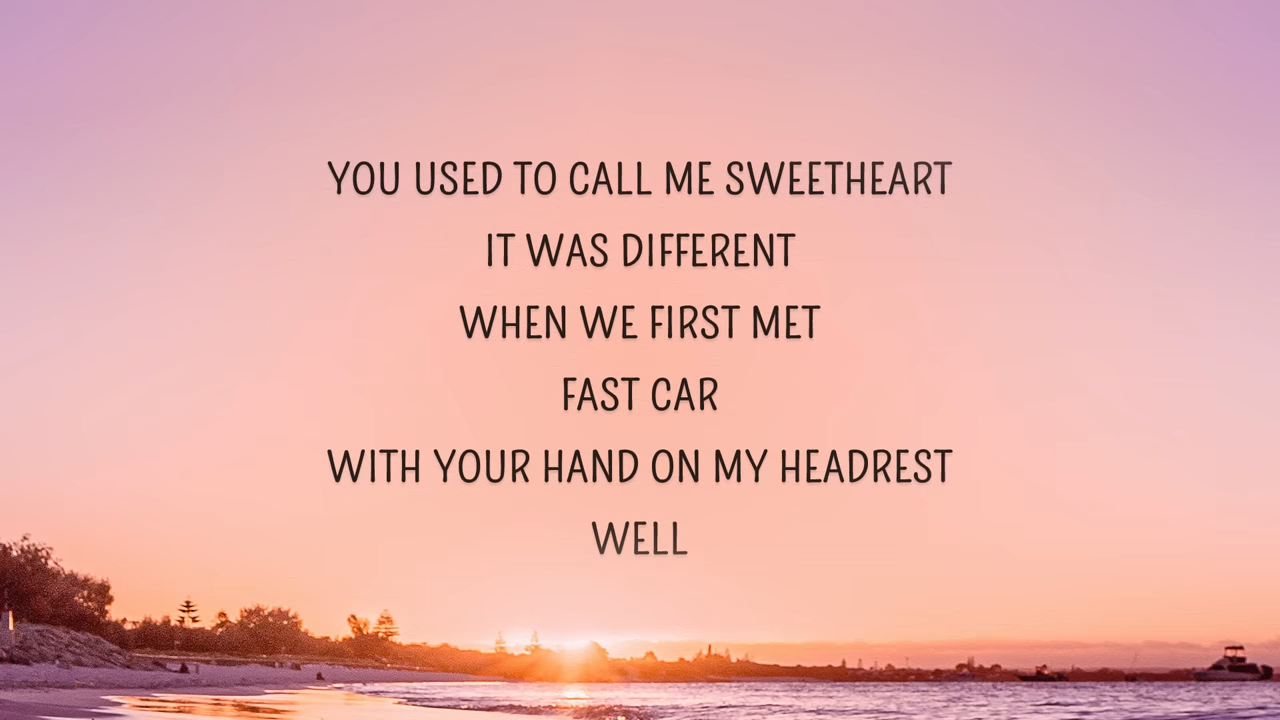 YOU USED TO CALL ME SWEETHEART
IT WAS DIFFERENT
WHEN WE FIRST MET
FAST CAR
WITH YOUR HAND ON MY HEADREST
WELL